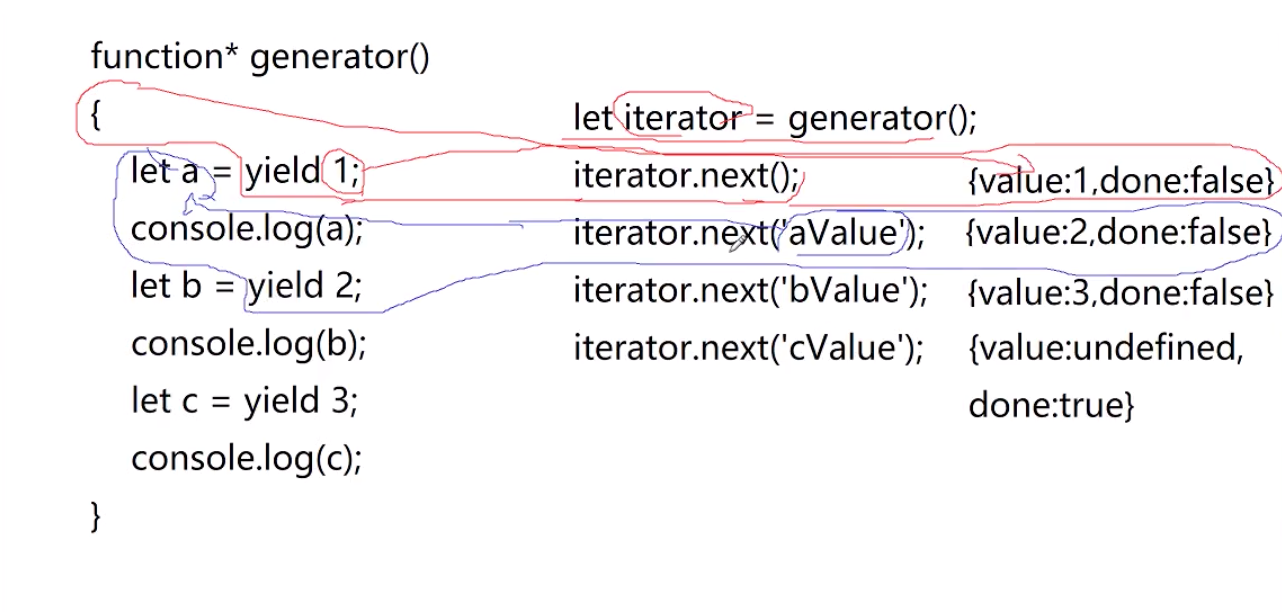 function* generator()
{
let a = yield 1;
console.log(a);
let b = yield 2;
console.log(b);
let c = yield 3;
console.log(c);
}
let iterator = generator();
iterator.next();
iterator.next('aValue');
iterator.next('bValue');
iterator.next('cValue');
{value:1,done:false}
{value:2,done:false}
{value:3,done:false}
{value:undefined,
done:true}